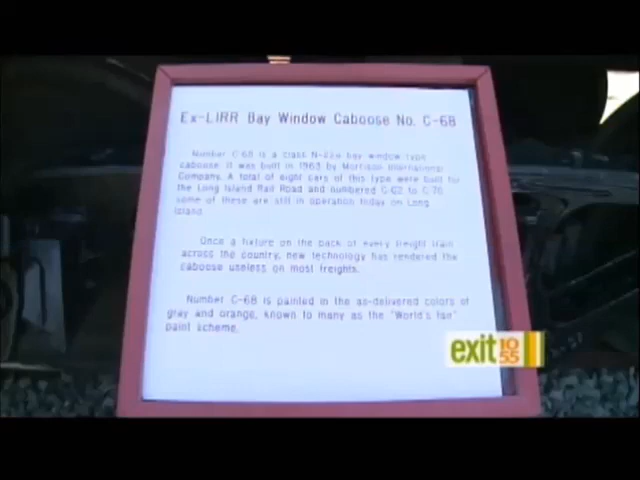 Ex-LIRR Bay Window Caboose No. C-68
Number C-68 is a class N-22a bay window type
caboose. It was built in 1963 by Morrison International
Company. A total of eight cars of this type were built for
the Long Island Rail Road and numbered C-62 to C-70
some of these are still in operation today on Long
Island.
Once a fixture on the back of every freight train
across the country, new technology has rendered the
caboose useless on most freights.
Number C-68 is painted in the as-delivered colors of
gray and orange, known to many as the "World's fair"
paint scheme.
exit 10
55